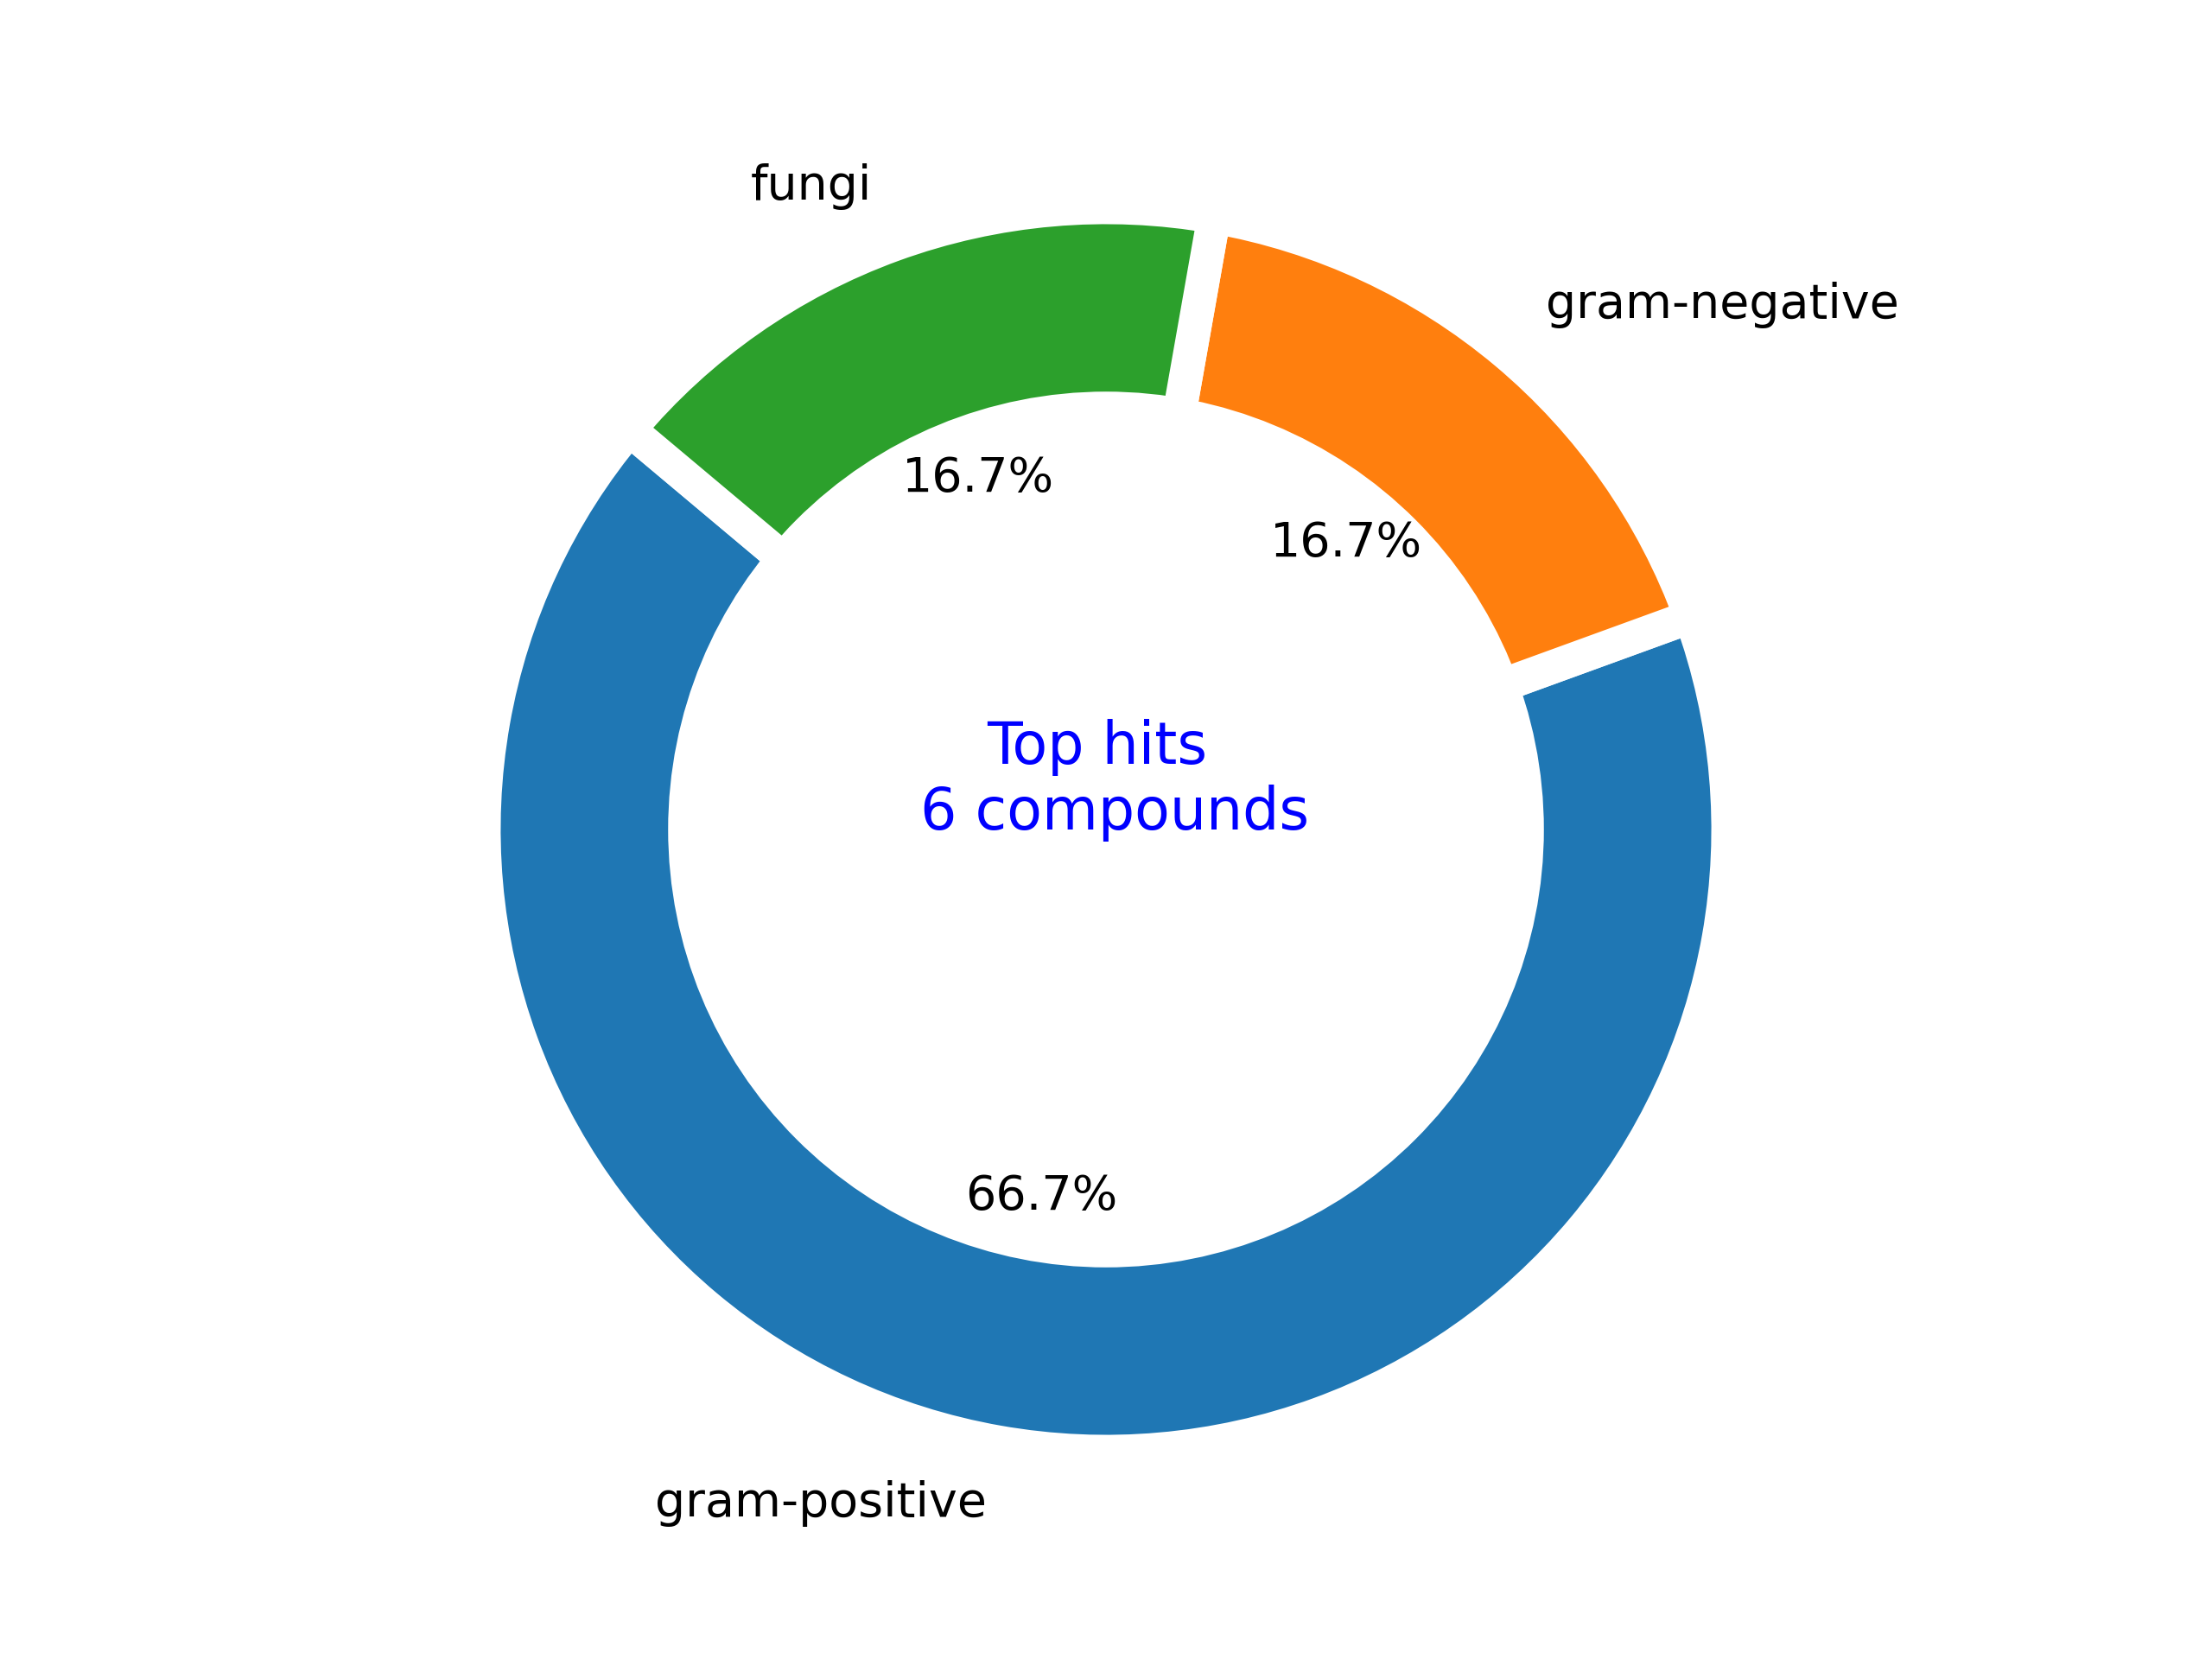 fungi
gram-negative
16.7%
16.7%
Top hits
6 compounds
66.7%
gram-positive